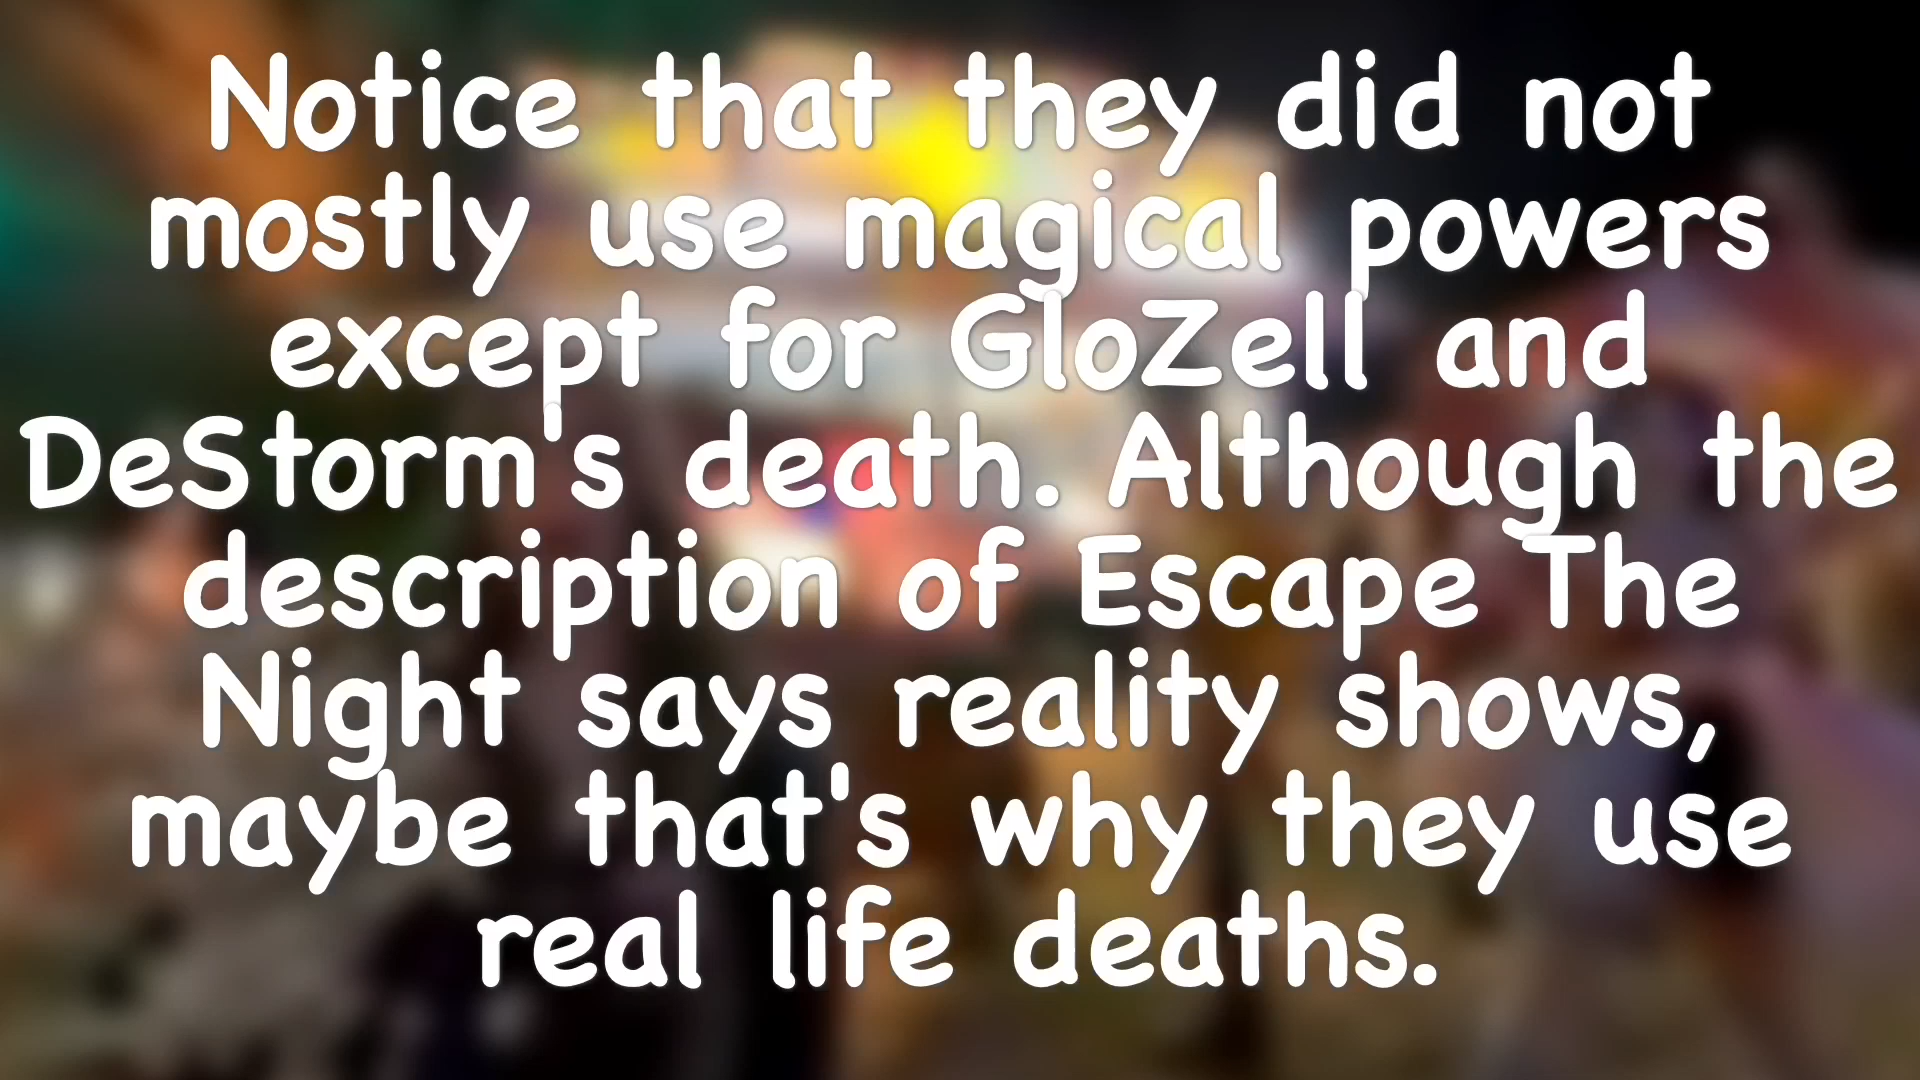 Notice that they did not
mostly use magical powers
except for GloZell and
DeStorm's death. Although the
description of Escape The
Night says reality shows,
maybe that's why they use
real life deaths.